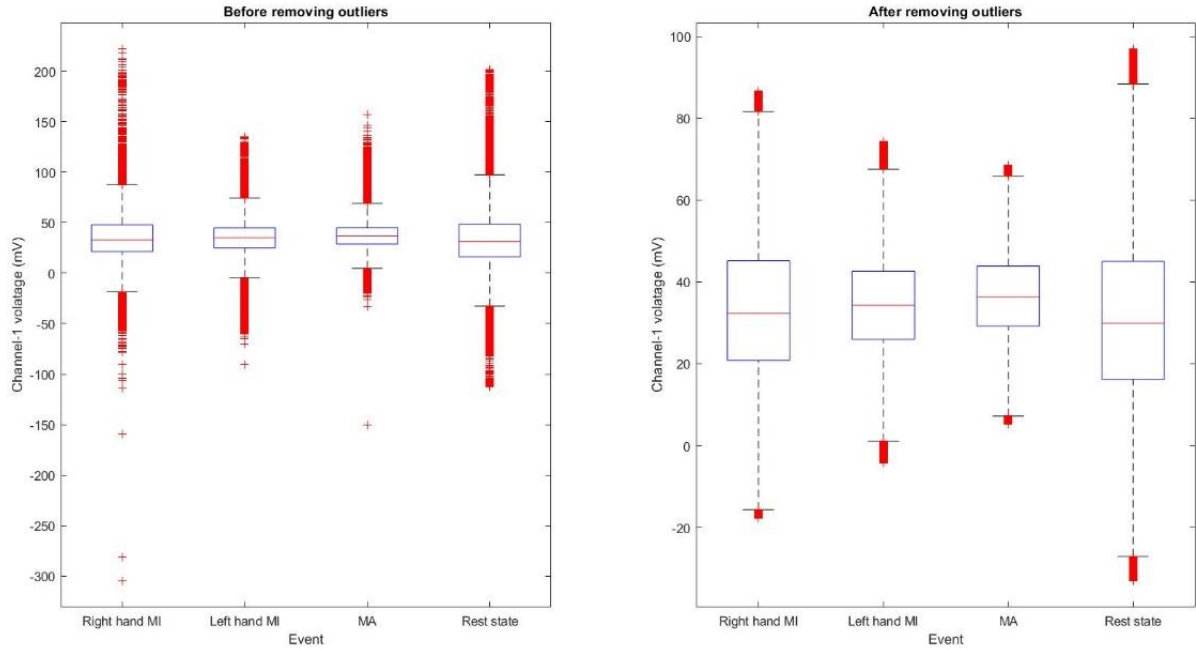 Before removing outliers
Channel-1 volatage (mV)
200
150
100
50
0
-50
-100
-150
-200
-250
-300
Right hand MI Left hand MI MA Rest state
Event
After removing outliers
Channel-1 volatage (mV)
100
80
60
40
20
0
-20
Right hand MI Left hand MI MA Rest state
Event